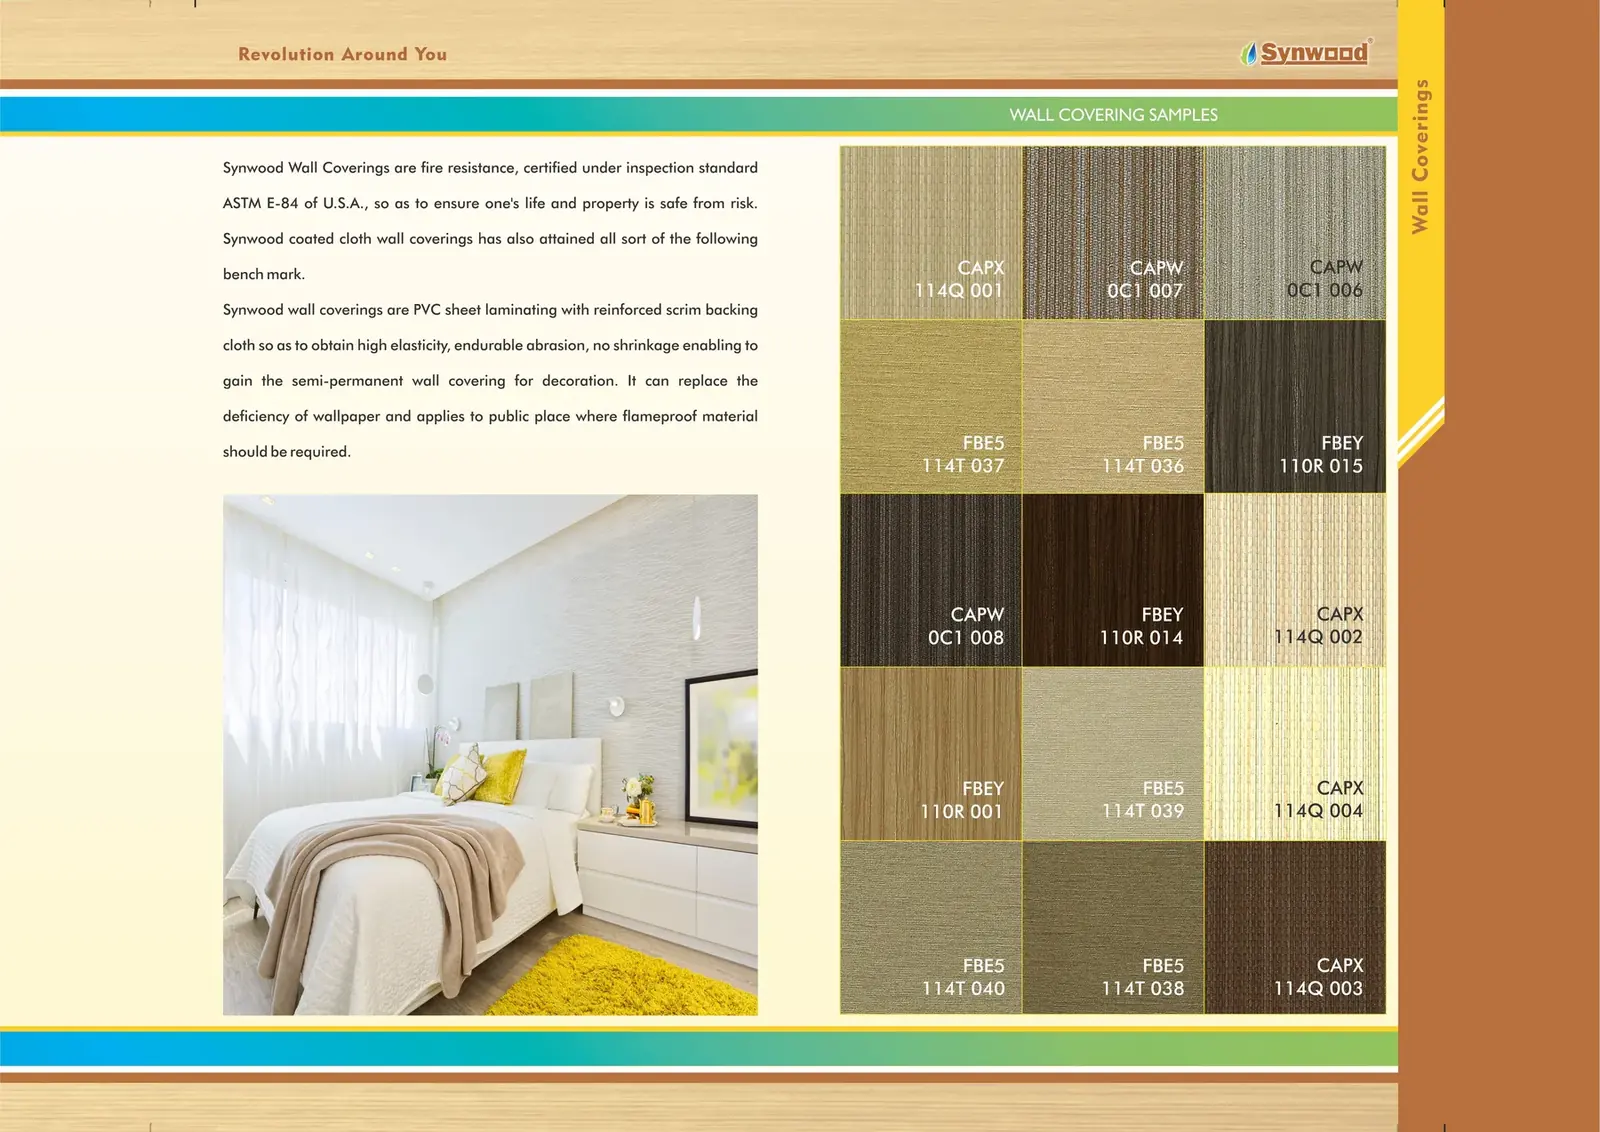 Revolution Around You
Synwood®
Wall Coverings
WALL COVERING SAMPLES
Synwood Wall Coverings are fire resistance, certified under inspection standard
ASTM E-84 of U.S.A., so as to ensure one's life and property is safe from risk.
Synwood coated cloth wall coverings has also attained all sort of the following
bench mark.
Synwood wall coverings are PVC sheet laminating with reinforced scrim backing
cloth so as to obtain high elasticity, endurable abrasion, no shrinkage enabling to
gain the semi-permanent wall covering for decoration. It can replace the
deficiency of wallpaper and applies to public place where flameproof material
should be required.
CAPX
114Q 001
CAPW
0C1 007
CAPW
0C1 006
FBE5
114T 037
FBE5
114T 036
FBEY
110R 015
CAPW
0C1 008
FBEY
110R 014
CAPX
114Q 002
FBEY
110R 001
FBE5
114T 039
CAPX
114Q 004
FBE5
114T 040
FBE5
114T 038
CAPX
114Q 003